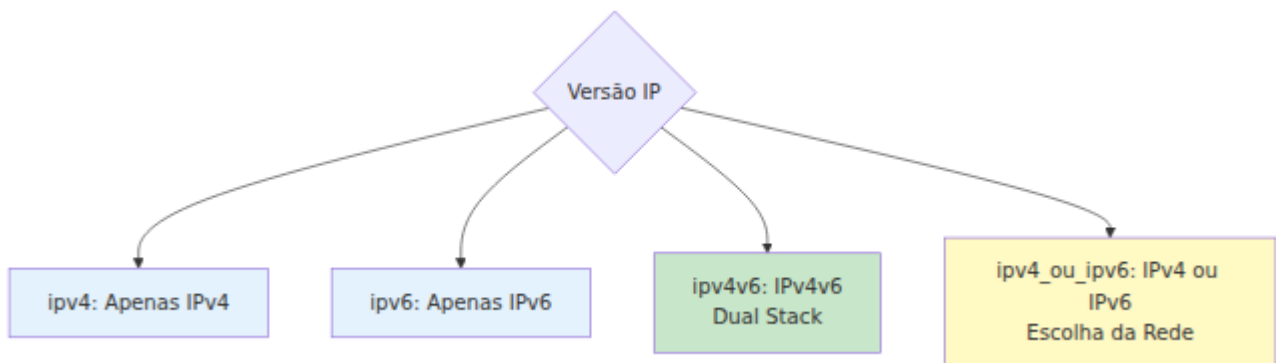 Versão IP
ipv4: Apenas IPv4
ipv6: Apenas IPv6
ipv4v6: IPv4v6
Dual Stack
ipv4_ou_ipv6: IPv4 ou
IPv6
Escolha da Rede